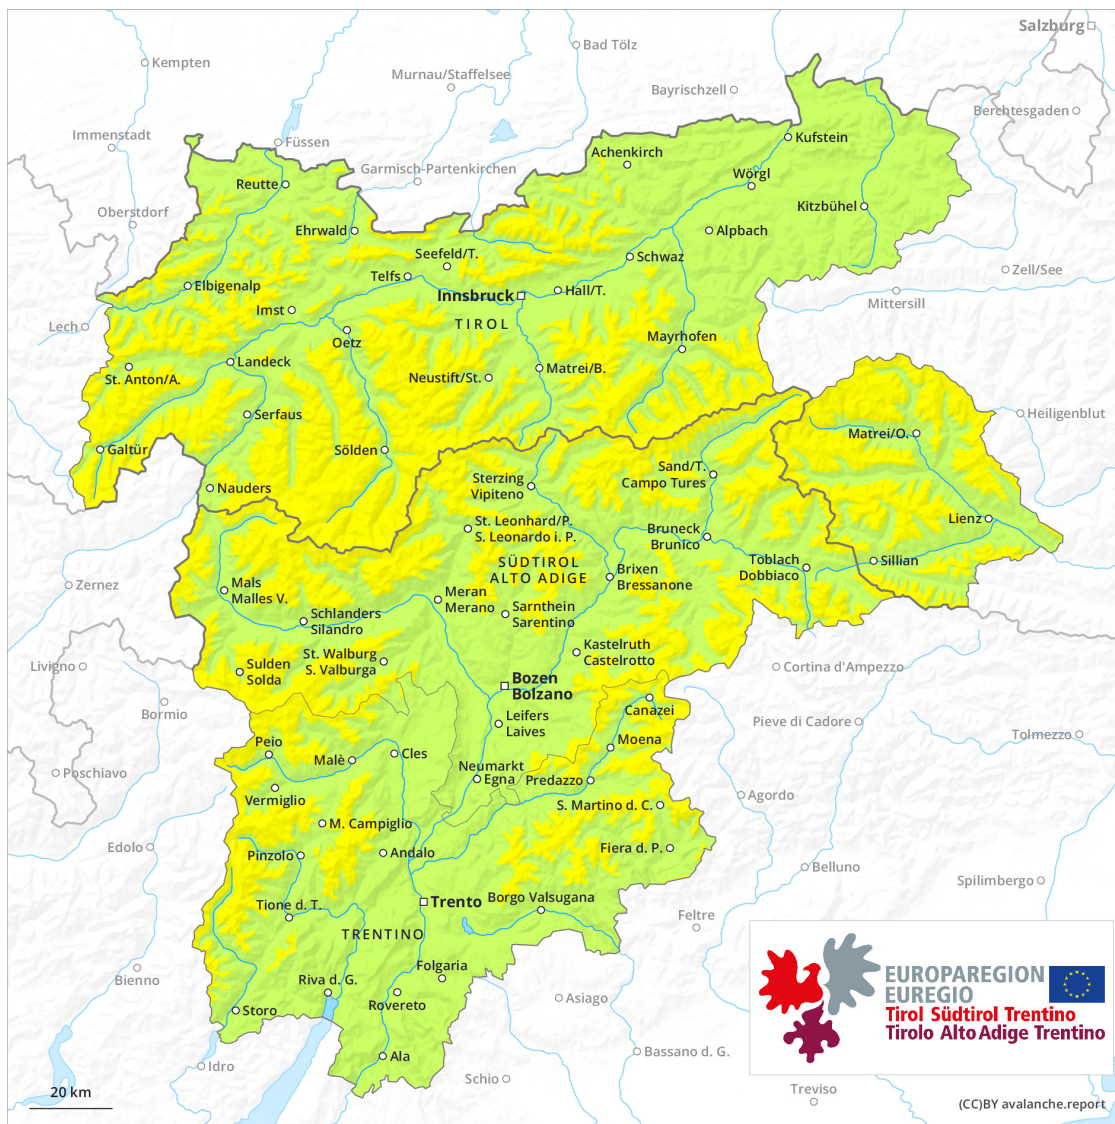 Salzburg
Kempten
Bad Tölz
Murnau/Staffelsee
Bayrischzell
Berchtesgaden
Immenstadt
Füssen
Kufstein
Achenkirch
Garmisch-Partenkirchen
Wörgl
Reutte
Oberstdorf
Kitzbühel
Ehrwald
Alpbach
Seefeld/T.
Schwaz
Telfs
Zell/See
Elbigenalp
Hall/T.
Innsbruck
Mittersill
Imst
TIROL
Lech
Oetz
Mayrhofen
Landeck
Matrei/B.
St. Anton/A.
Neustift/St.
Serfaus
Heiligenblut
Matrei/O.
Galtür
Sölden
Sand/T.
Campo Tures
Sterzing
Vipiteno
Nauders
Lienz
St. Leonhard/P.
S. Leonardo i. P.
Bruneck
Brunico
SÜDTIROL
ALTO ADIGE
Toblach
Dobbiaco
Sillian
Brixen
Bressanone
Zernez
Mals
Malles V.
Meran
Merano
Schlanders
Silandro
Sarnthein
Sarentino
Kastelruth
Castelrotto
St. Walburg
S. Valburga
Livigno
Sulden
Solda
Cortina d'Ampezzo
Bozen
Bolzano
Bormio
Canazei
Leifers
Laives
Pieve di Cadore
Tolmezzo
Peio
Moena
Cles
Malè
Neumarkt
Egna
Poschiavo
Predazzo
Vermiglio
Agordo
S. Martino d. C.
M. Campiglio
Edolo
Fiera d. P.
Pinzolo
Andalo
Belluno
Spilimbergo
Borgo Valsugana
Trento
Tione d. T.
Feltre
TRENTINO
Folgaria
Bienno
Riva d. G.
Rovereto
Asiago
Storo
EUROPAREGION
EUREGIO
Tirol Südtirol Trentino
Tirolo Alto Adige Trentino
Ala
Bassano d. G.
Idro
Schio
Treviso
20 km
(CC)BY avalanche.report